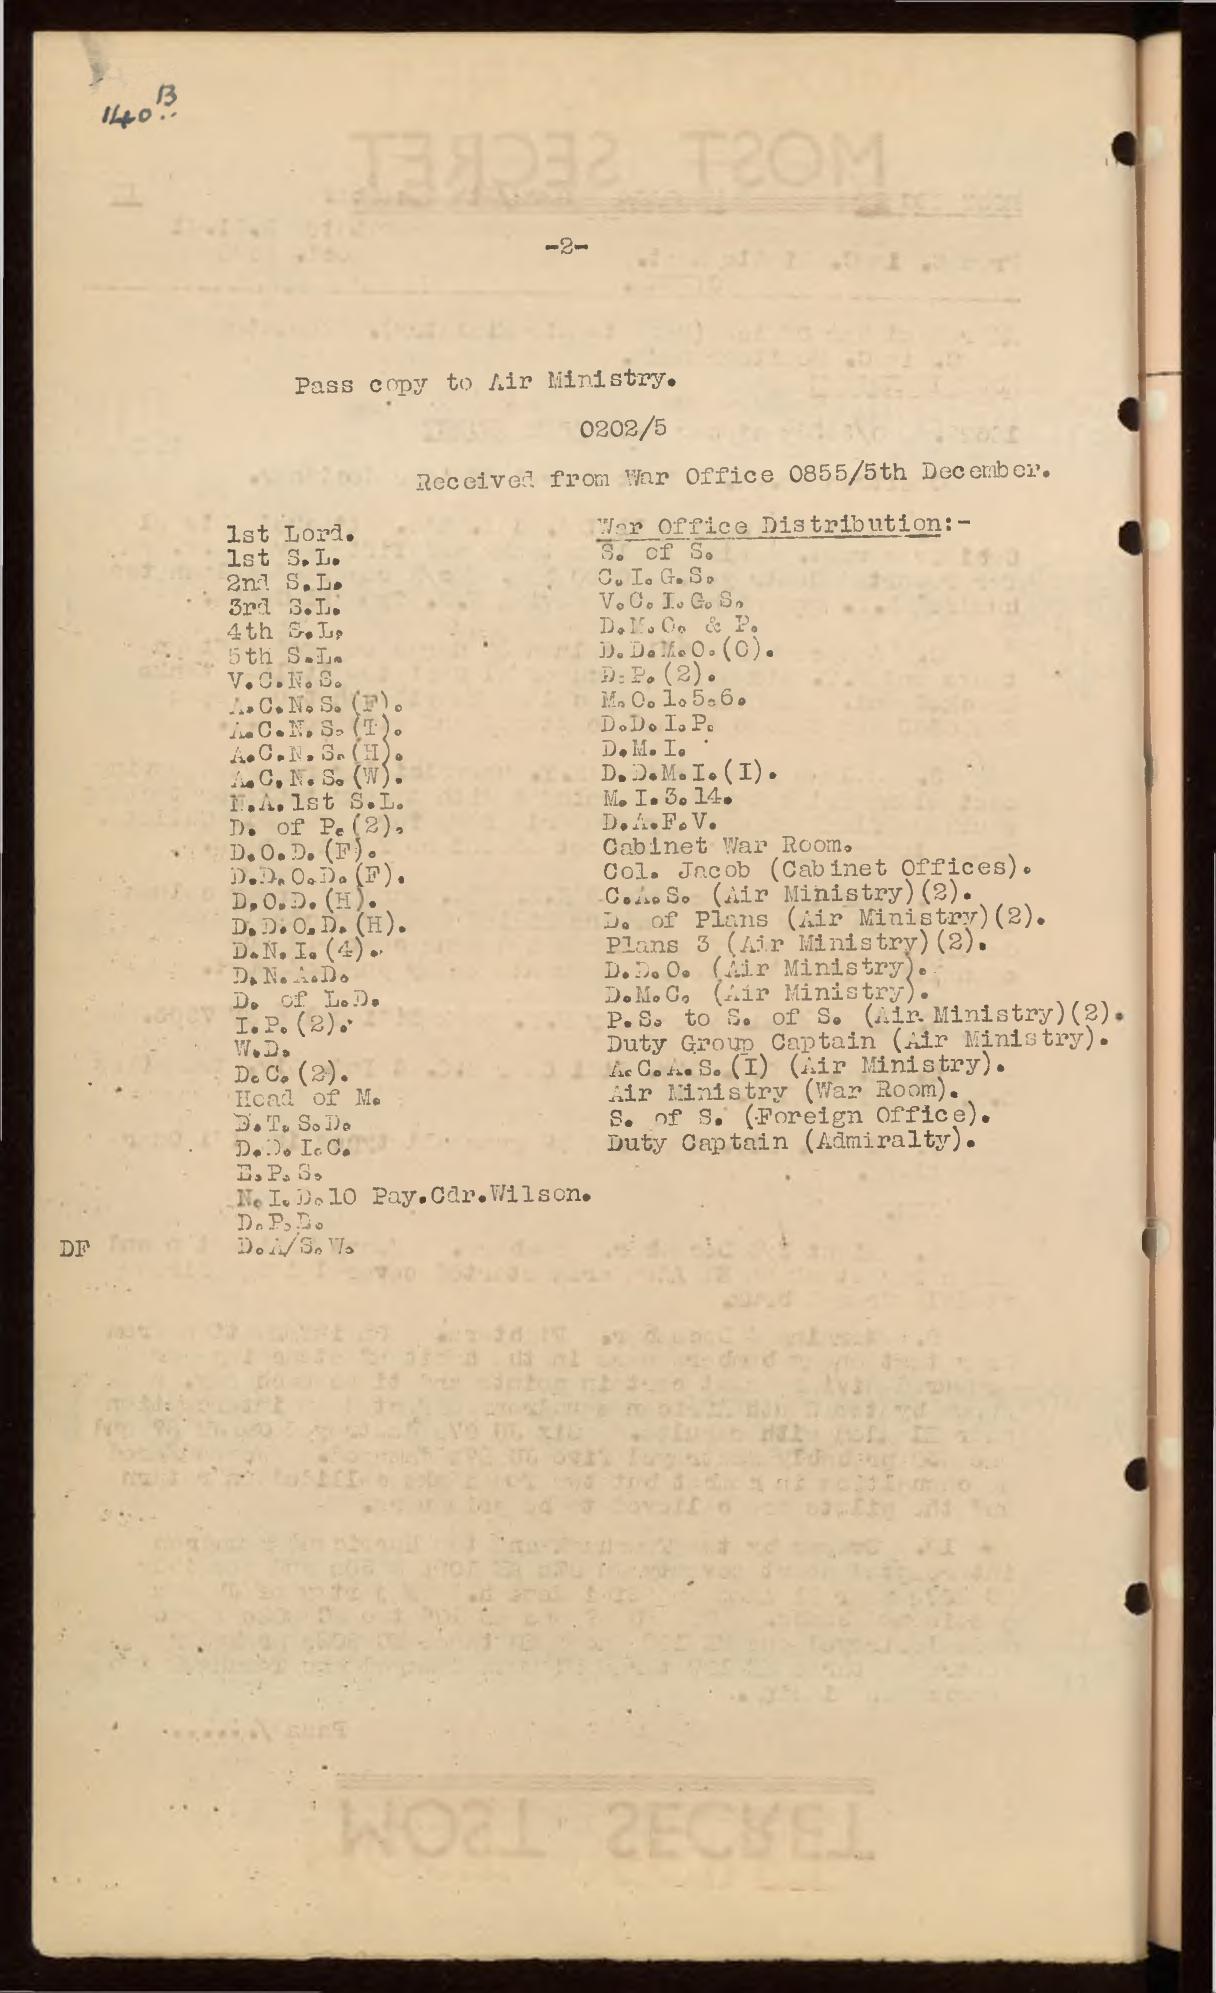 140B
-2-
Pass copy to Air Ministry.
0202/5
Received from War Office 0855/5th December.
1st Lord.
1st S.L.
2nd S.L.
3rd S.L.
4th S.L.
5th S.L.
V.C.N.S.
A.C.N.S.(F).
A.C.N.S.(T).
A.C.N.S.(H).
A.C.N.S.(W).
N.A.1st S.L.
D. of P.(2).
D.O.D.(F).
D.D.O.D.(F).
D.O.D.(H).
D.D.O.D.(H).
D.N.I.(4).
D.N.A.D.
D. of L.D.
I.P.(2).
W.D.
D.C.(2).
Head of M.
D.T.S.D.
D.D.I.C.
E.P.S.
N.I.D.10 Pay.Cdr.Wilson.
D.P.D.
DF D.A/S.W.
War Office Distribution:-
S. of S.
C.I.G.S.
V.C.I.G.S.
D.M.O. & P.
D.D.M.O.(O).
D.P.(2).
M.O.1.5.6.
D.D.I.P.
D.M.I.
D.D.M.I.(I).
M.I.3.14.
D.A.F.V.
Cabinet War Room.
Col. Jacob (Cabinet Offices).
C.A.S. (Air Ministry)(2).
D. of Plans (Air Ministry)(2).
Plans 3 (Air Ministry)(2).
D.D.O. (Air Ministry).
D.M.C. (Air Ministry).
P.S. to S. of S. (Air Ministry)(2).
Duty Group Captain (Air Ministry).
A.C.A.S.(I) (Air Ministry).
Air Ministry (War Room).
S. of S. (Foreign Office).
Duty Captain (Admiralty).